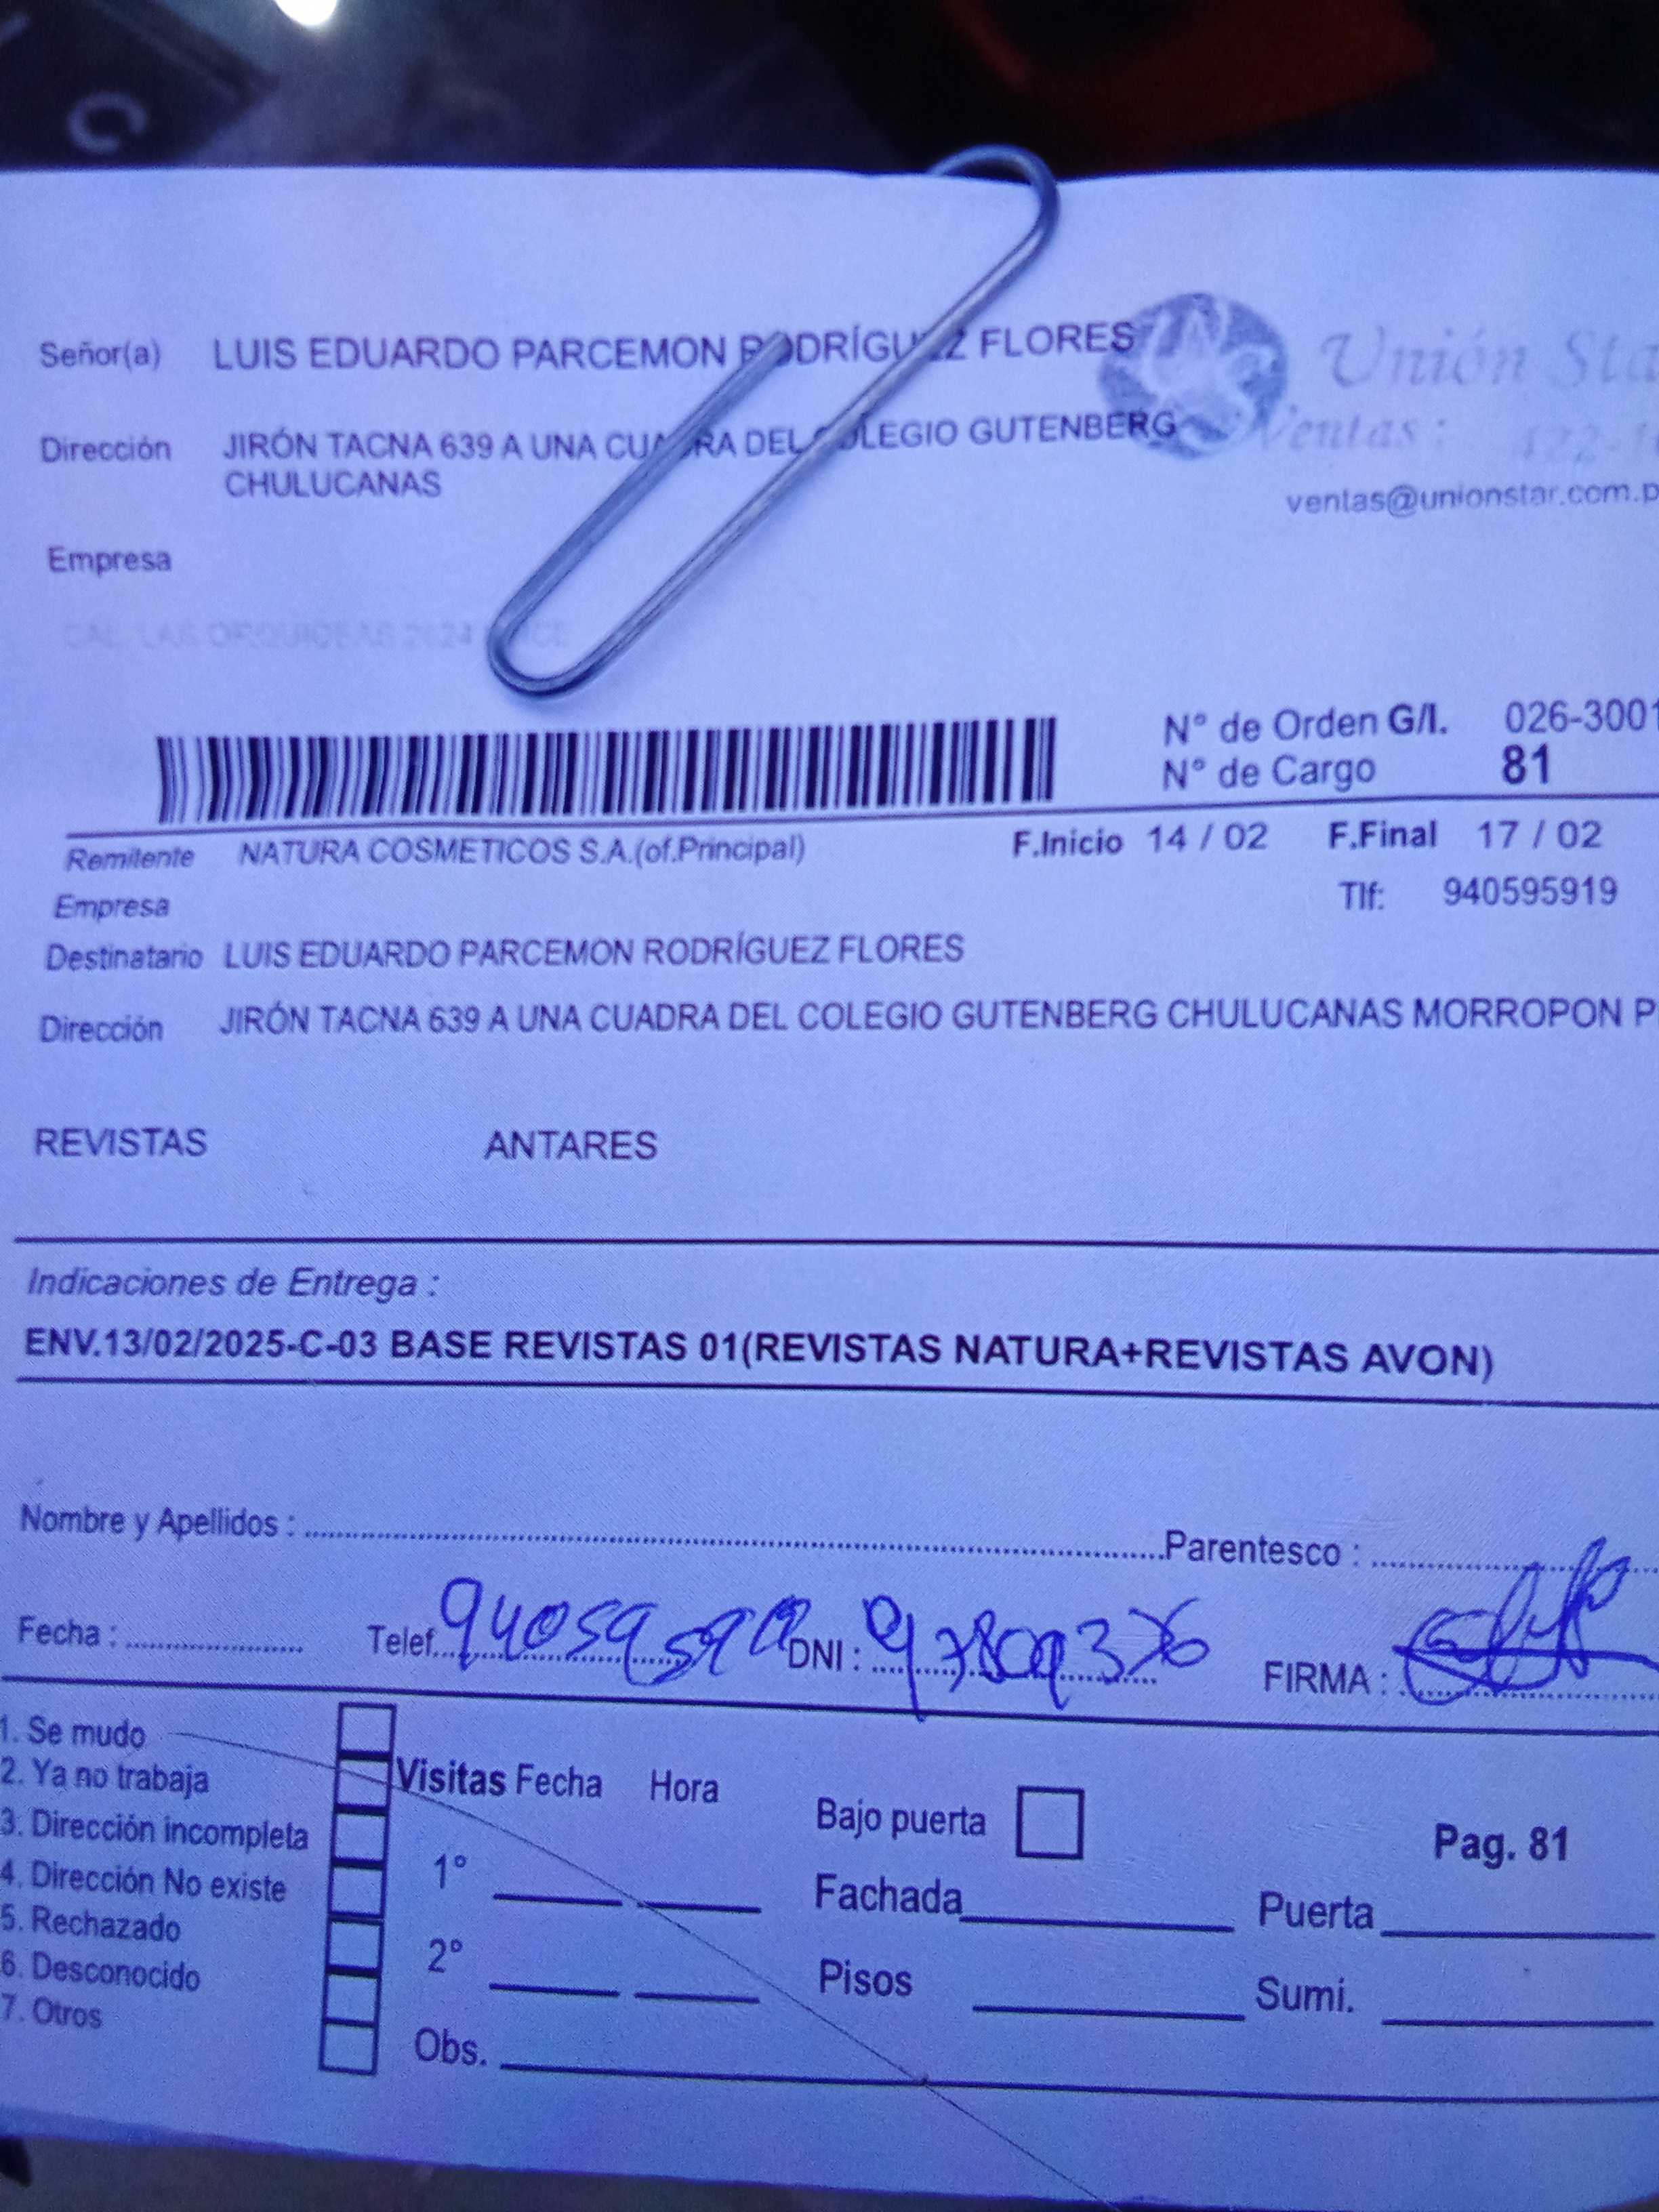 Señor(a) LUIS EDUARDO PARCEMON RODRÍGUEZ FLORES
Unión Sta
Dirección JIRÓN TACNA 639 A UNA CUADRA DEL COLEGIO GUTENBERG
CHULUCANAS
Ventas :
ventas@unionstar.com.p
Empresa
N° de Orden G/I. 026-3001
N° de Cargo 81
Remitente NATURA COSMETICOS S.A.(of.Principal) F.Inicio 14 / 02 F.Final 17 / 02
Empresa
Tlf: 940595919
Destinatario LUIS EDUARDO PARCEMON RODRÍGUEZ FLORES
Dirección JIRÓN TACNA 639 A UNA CUADRA DEL COLEGIO GUTENBERG CHULUCANAS MORROPON P
REVISTAS ANTARES
Indicaciones de Entrega :
ENV.13/02/2025-C-03 BASE REVISTAS 01(REVISTAS NATURA+REVISTAS AVON)
Nombre y Apellidos : Parentesco :
Fecha : Telef. DNI : FIRMA :
1. Se mudo
2. Ya no trabaja
3. Dirección incompleta
4. Dirección No existe
5. Rechazado
6. Desconocido
7. Otros
Visitas Fecha Hora
1°
2°
Obs.
Bajo puerta
Fachada Puerta
Pisos Sumi.
Pag. 81